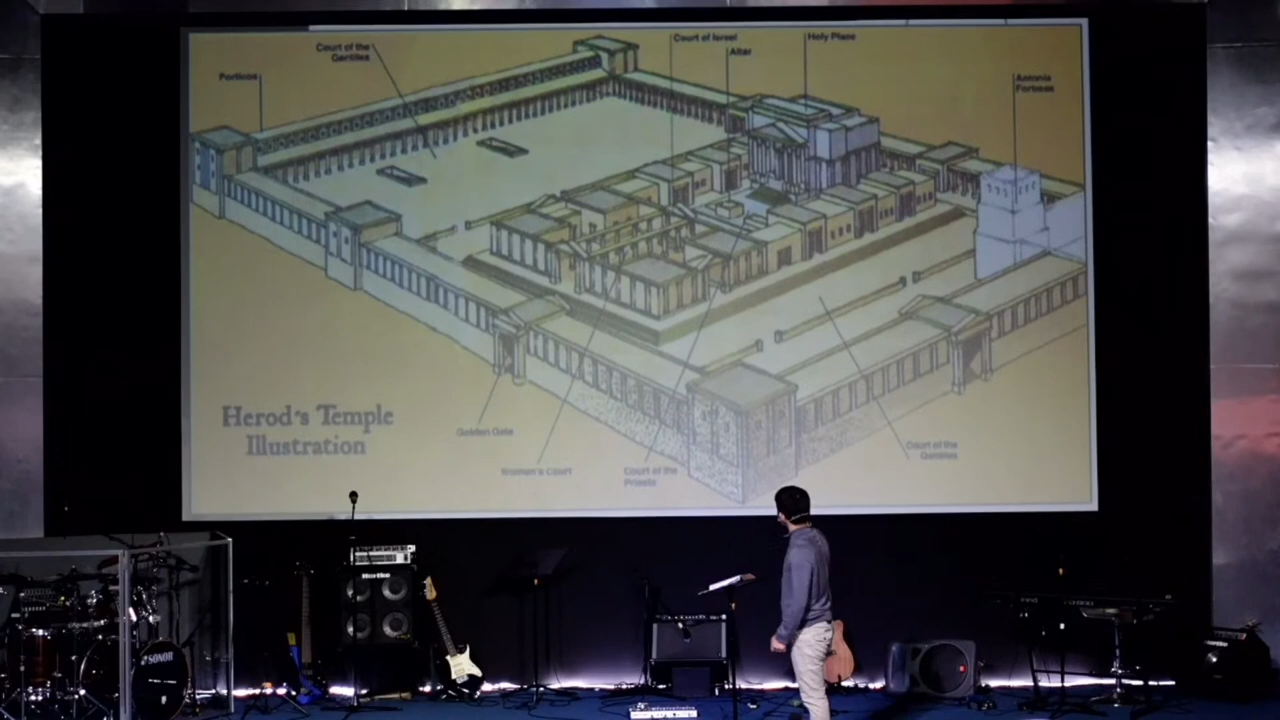 Court of the
Gentiles
Court of Israel
Altar
Holy Place
Porticos
Antonia
Fortress
Herod's Temple
Illustration
Golden Gate
Women's Court
Court of the
Priests
Court of the
Gentiles
Hartke
SONOR